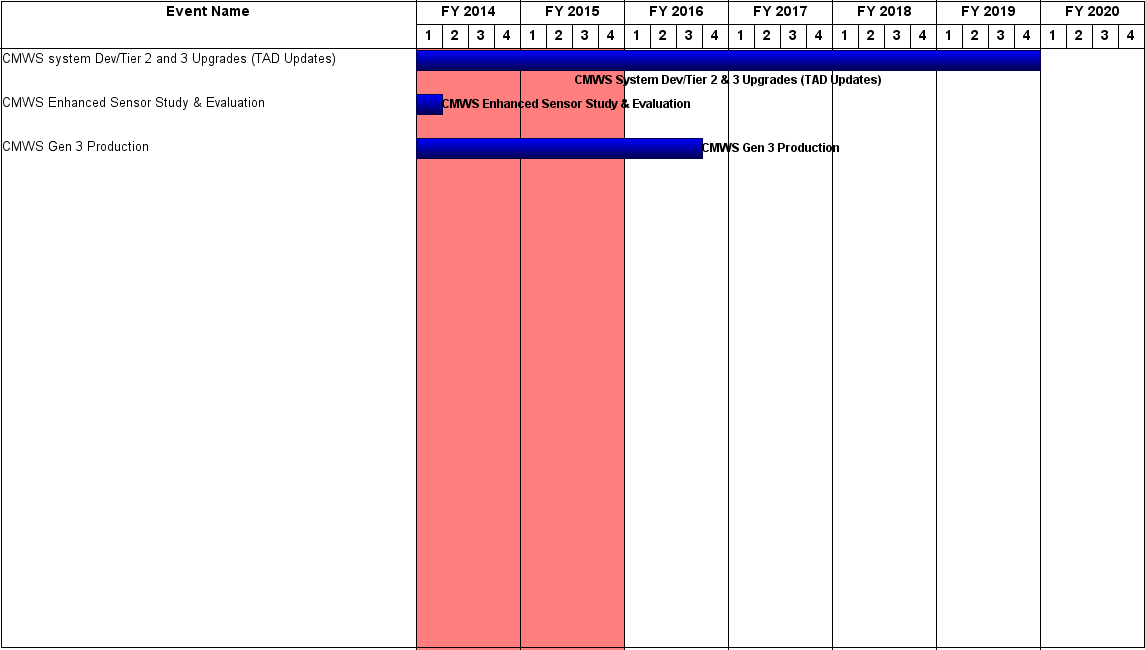 Event Name FY 2014 FY 2015 FY 2016 FY 2017 FY 2018 FY 2019 FY 2020
1 2 3 4 1 2 3 4 1 2 3 4 1 2 3 4 1 2 3 4 1 2 3 4 1 2 3 4
CMWS system Dev/Tier 2 and 3 Upgrades (TAD Updates)
CMWS System Dev/Tier 2 & 3 Upgrades (TAD Updates)
CMWS Enhanced Sensor Study & Evaluation CMWS Enhanced Sensor Study & Evaluation
CMWS Gen 3 Production CMWS Gen 3 Production